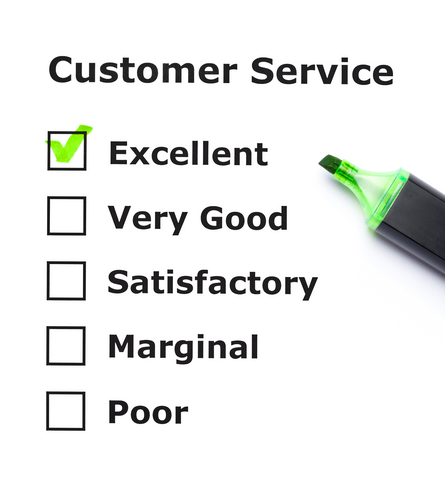 Customer Service
Excellent
Very Good
Satisfactory
Marginal
Poor